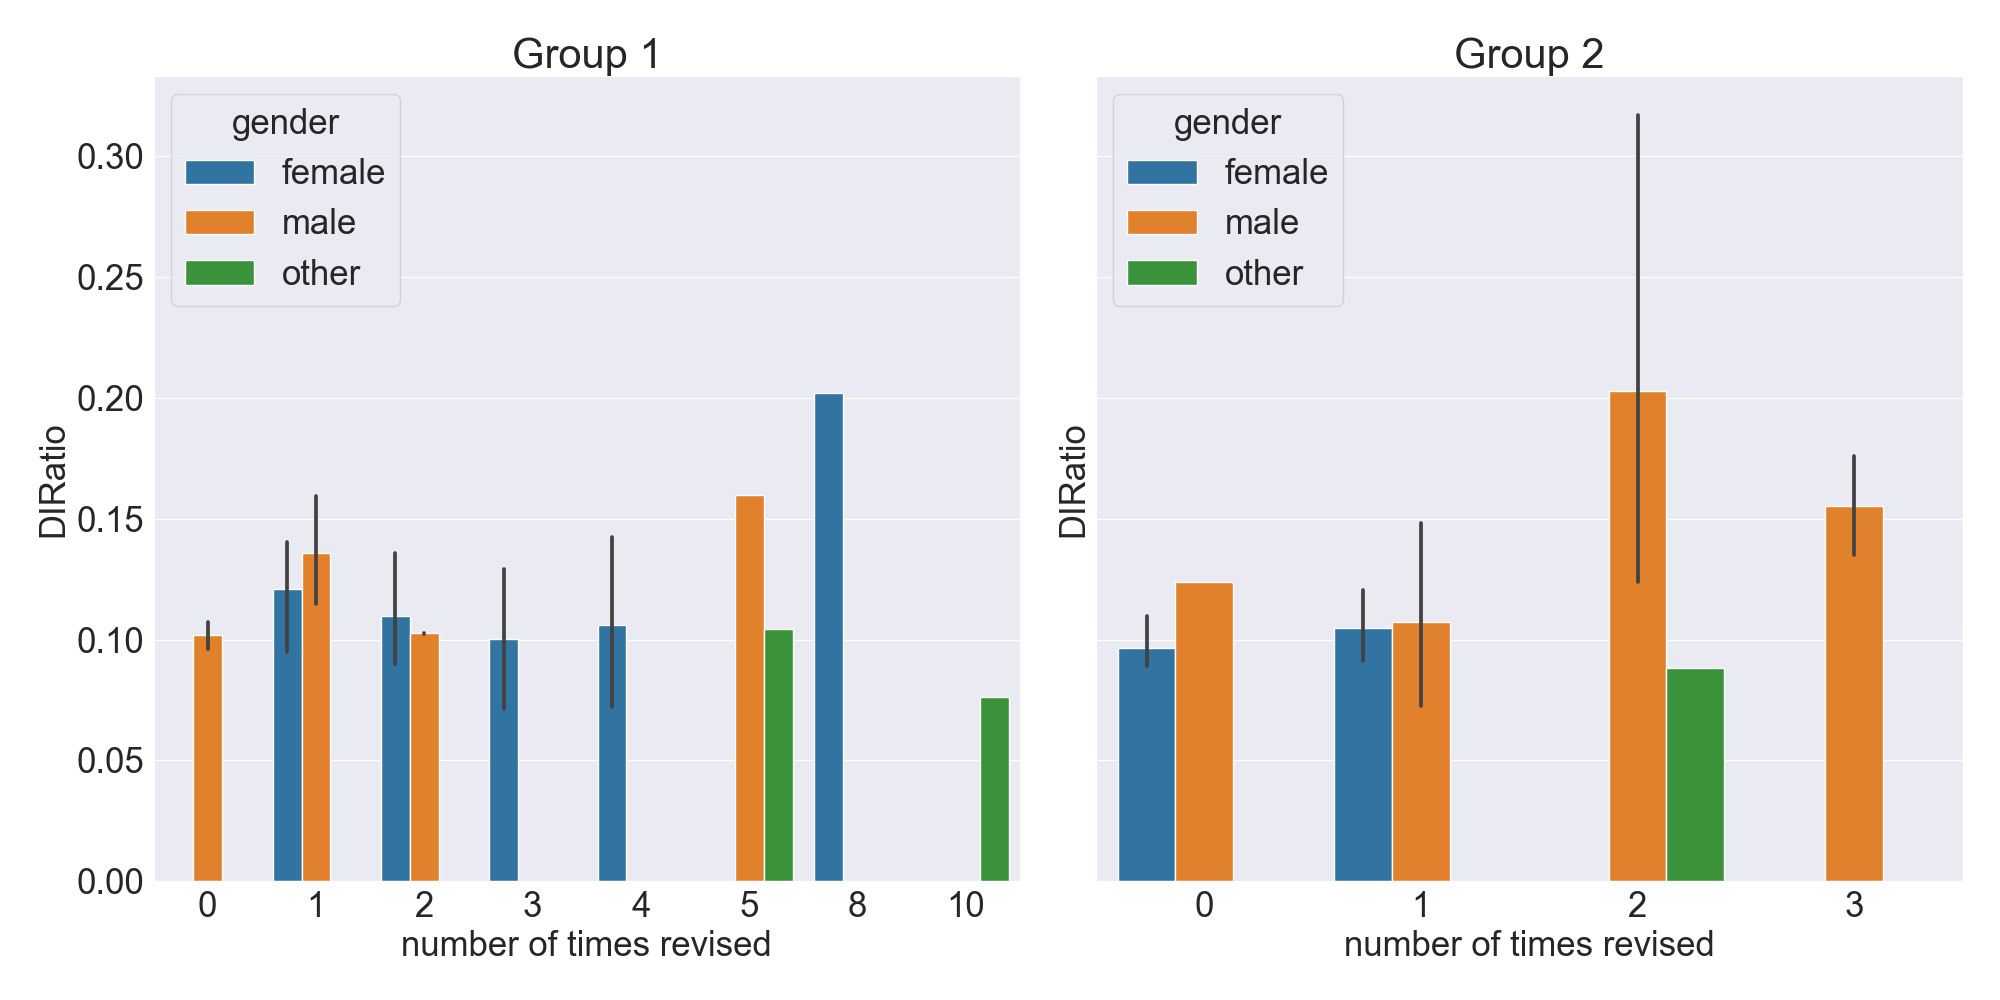 Group 1
gender
female
male
other
DIRatio
0.30
0.25
0.20
0.15
0.10
0.05
0.00
0 1 2 3 4 5 8 10
number of times revised
Group 2
gender
female
male
other
DIRatio
0 1 2 3
number of times revised